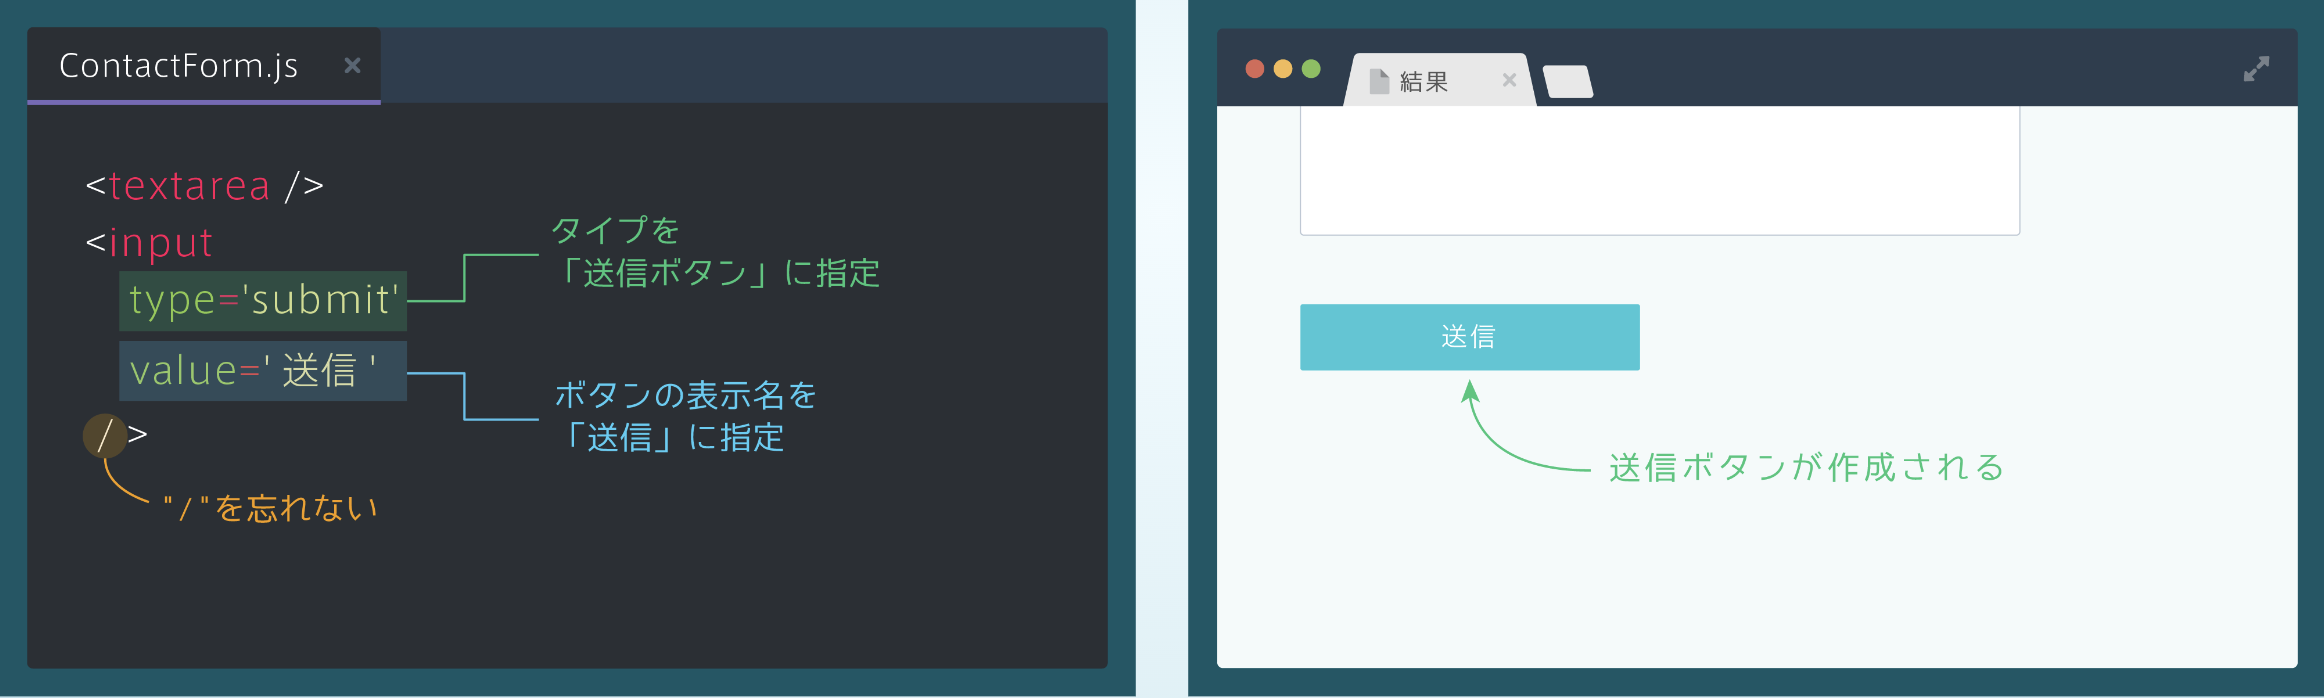 ContactForm.js
<textarea />
<input
type='submit'
value='送信'
/>
タイプを
「送信ボタン」に指定
ボタンの表示名を
「送信」に指定
"/"を忘れない
結果
送信
送信ボタンが作成される